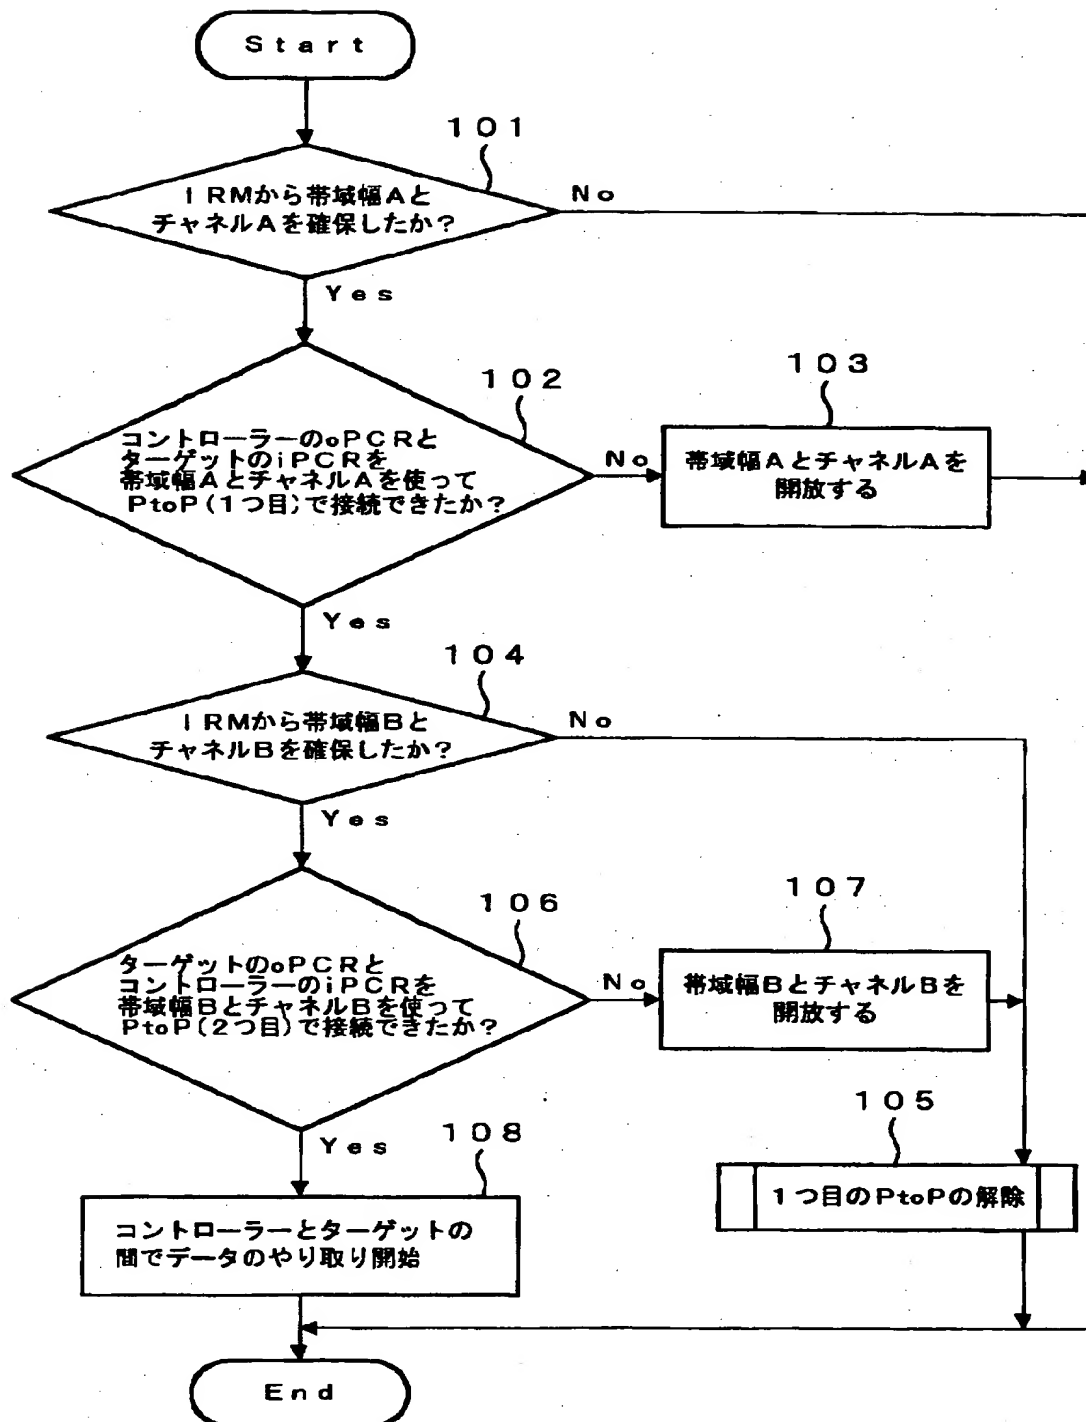 Start
101
IRMから帯域幅Aと
チャネルAを確保したか?
No
Yes
102
コントローラーのoPCRと
ターゲットのiPCRを
帯域幅AとチャネルAを使って
PtoP(1つ目)で接続できたか?
No
103
帯域幅AとチャネルAを
開放する
Yes
104
IRMから帯域幅Bと
チャネルBを確保したか?
No
Yes
106
ターゲットのoPCRと
コントローラーのiPCRを
帯域幅BとチャネルBを使って
PtoP(2つ目)で接続できたか?
No
107
帯域幅BとチャネルBを
開放する
105
1つ目のPtoPの解除
Yes
108
コントローラーとターゲットの
間でデータのやり取り開始
End